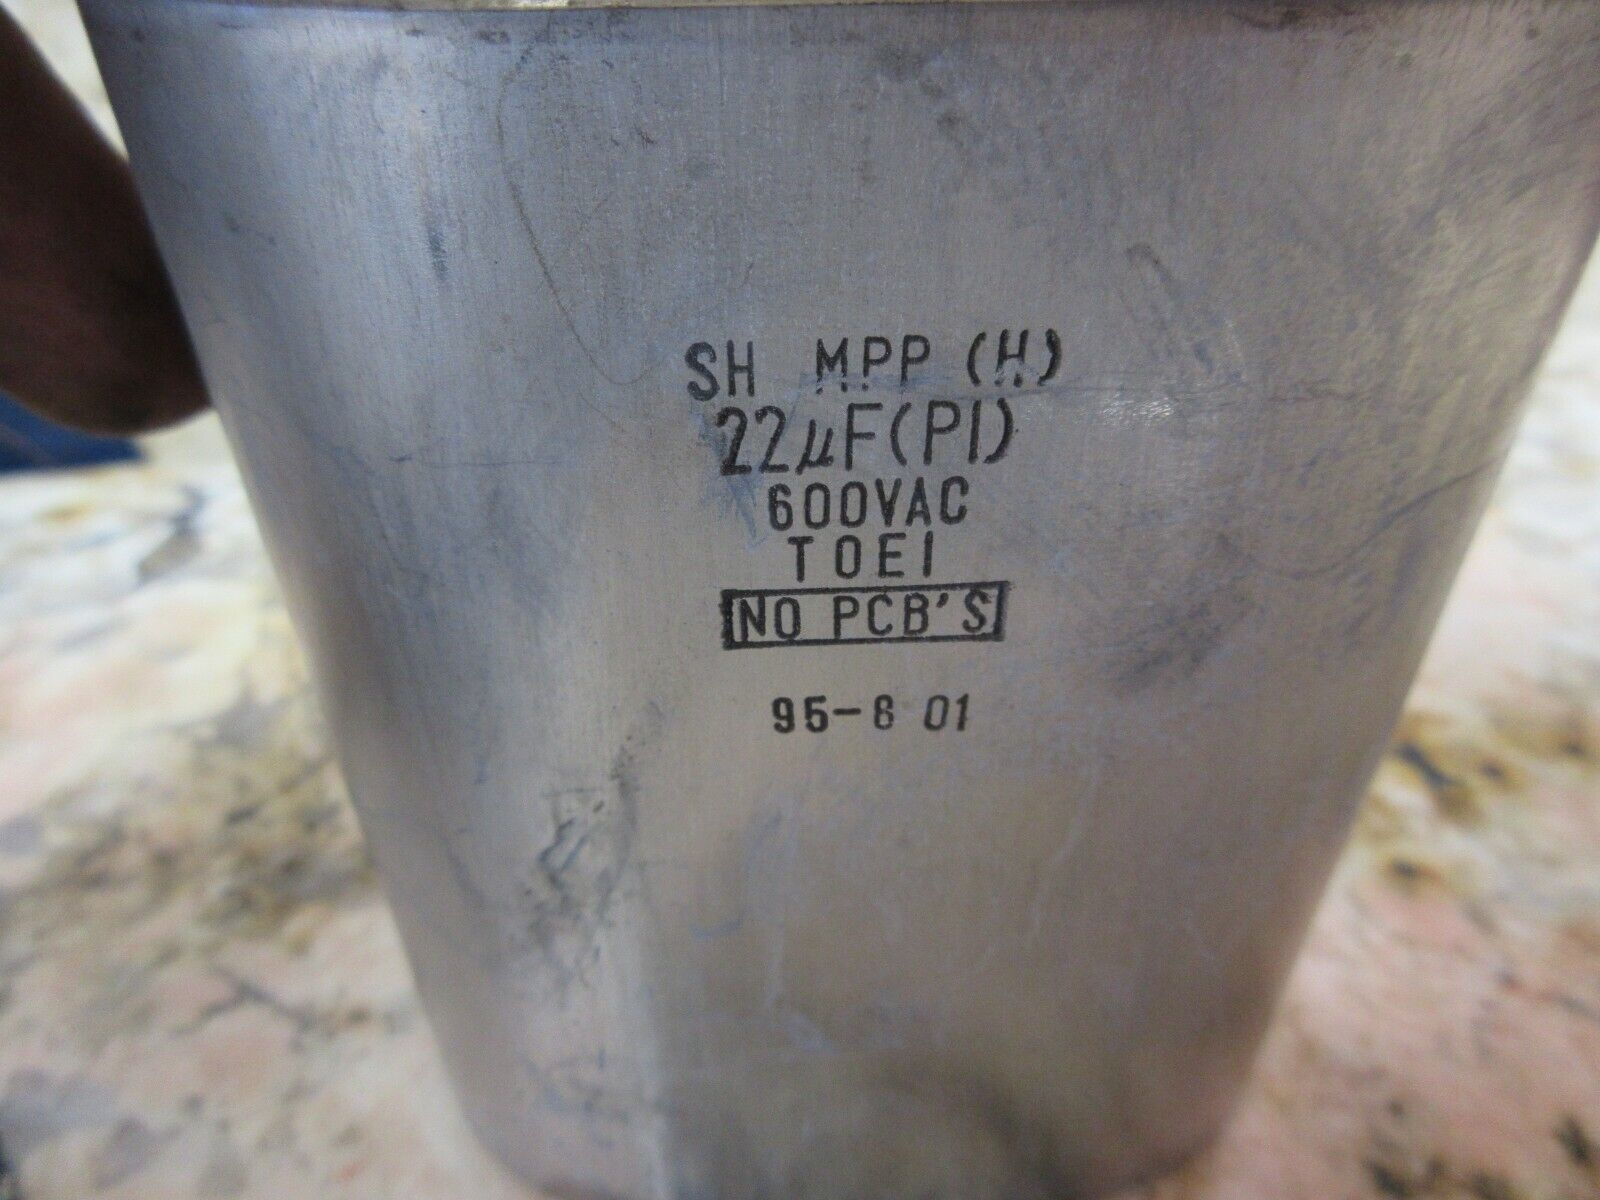 SH MPP (H)
22μF(PI)
600VAC
TOEI
NO PCB'S
95-6 01